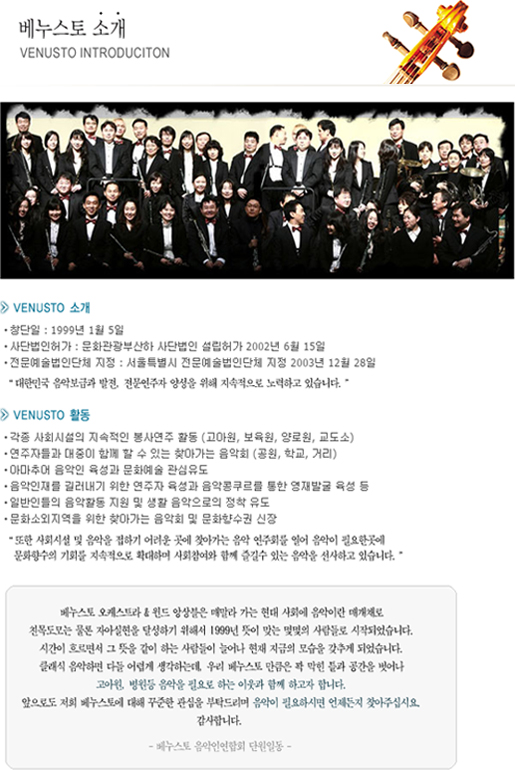 베누스토 소개
VENUSTO INTRODUCITON
VENUSTO 소개
· 창단일 : 1999년 1월 5일
· 사단법인허가 : 문화관광부산하 사단법인 설립허가 2002년 6월 15일
· 전문예술법인단체 지정 : 서울특별시 전문예술법인단체 지정 2003년 12월 28일
“ 대한민국 음악보급과 발전, 전문연주자 양성을 위해 지속적으로 노력하고 있습니다. ”
VENUSTO 활동
· 각종 사회시설의 지속적인 봉사연주 활동 (고아원, 보육원, 양로원, 교도소)
· 연주자들과 대중이 함께 할 수 있는 찾아가는 음악회 (공원, 학교, 거리)
· 아마추어 음악인 육성과 문화예술 관심유도
· 음악인재를 길러내기 위한 연주자 육성과 음악콩쿠르를 통한 영재발굴 육성 등
· 일반인들의 음악활동 지원 및 생활 음악으로의 정착 유도
· 문화소외지역을 위한 찾아가는 음악회 및 문화향수권 신장
“ 또한 사회시설 및 음악을 접하기 어려운 곳에 찾아가는 음악 연주회를 열어 음악이 필요한곳에
문화향수의 기회를 지속적으로 확대하며 사회참여와 함께 즐길수 있는 음악을 선사하고 있습니다. ”
베누스토 오케스트라 & 윈드 앙상블은 메말라 가는 현대 사회에 음악이란 매개체로
친목도모는 물론 자아실현을 달성하기 위해서 1999년 뜻이 맞는 몇몇의 사람들로 시작되었습니다.
시간이 흐르면서 그 뜻을 같이 하는 사람들이 늘어나 현재 지금의 모습을 갖추게 되었습니다.
클래식 음악하면 다들 어렵게 생각하는데, 우리 베누스토 만큼은 꽉 막힌 틀과 공간을 벗어나
고아원, 병원등 음악을 필요로 하는 이웃과 함께 하고자 합니다.
앞으로도 저희 베누스토에 대해 꾸준한 관심을 부탁드리며 음악이 필요하시면 언제든지 찾아주십시요.
감사합니다.
- 베누스토 음악인연합회 단원일동 -